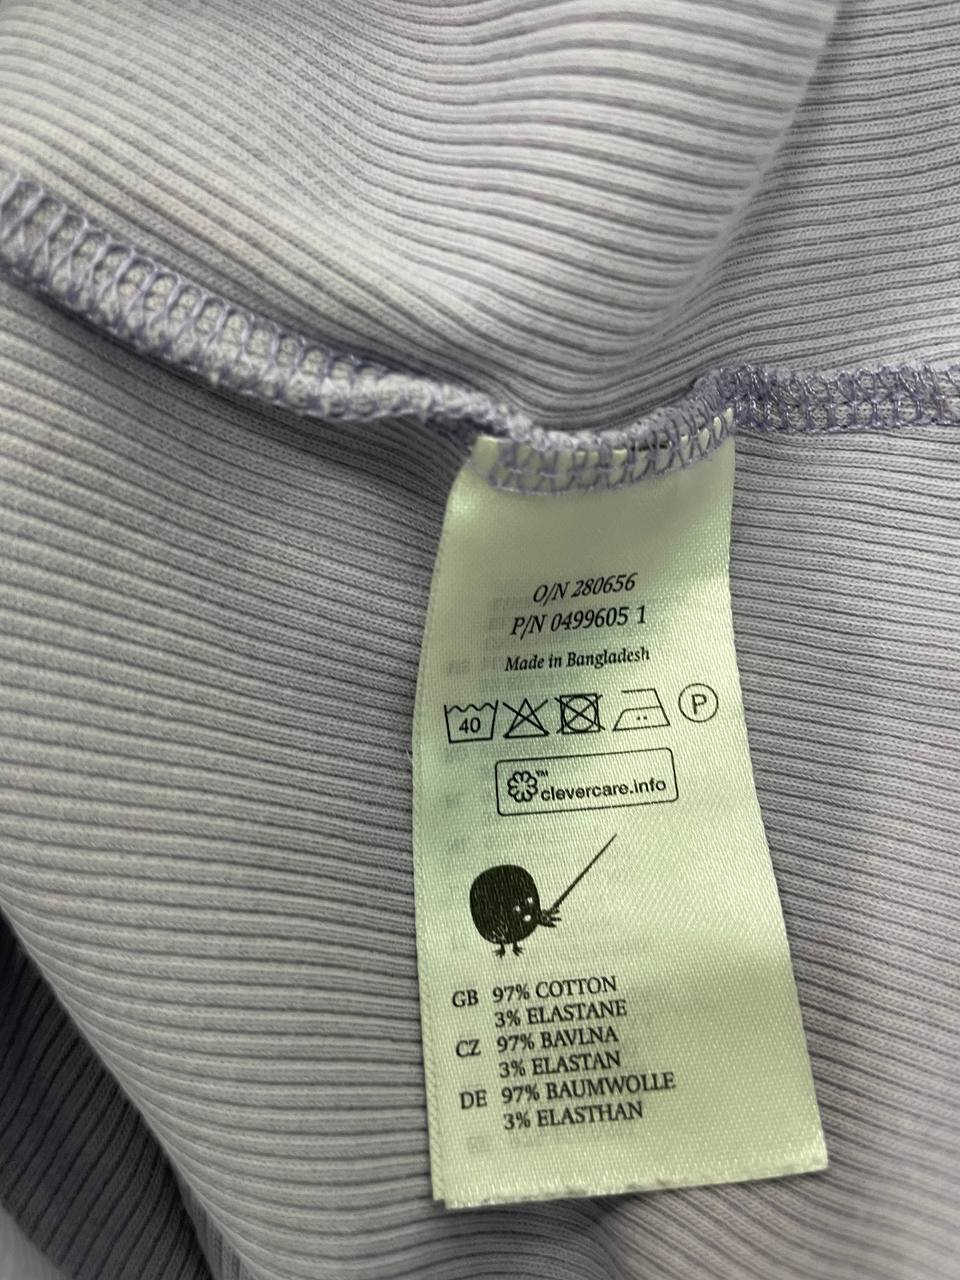 O/N 280656
P/N 0499605 1
Made in Bangladesh
40 P
clevercare.info™
GB 97% COTTON
3% ELASTANE
CZ 97% BAVLNA
3% ELASTAN
DE 97% BAUMWOLLE
3% ELASTHAN